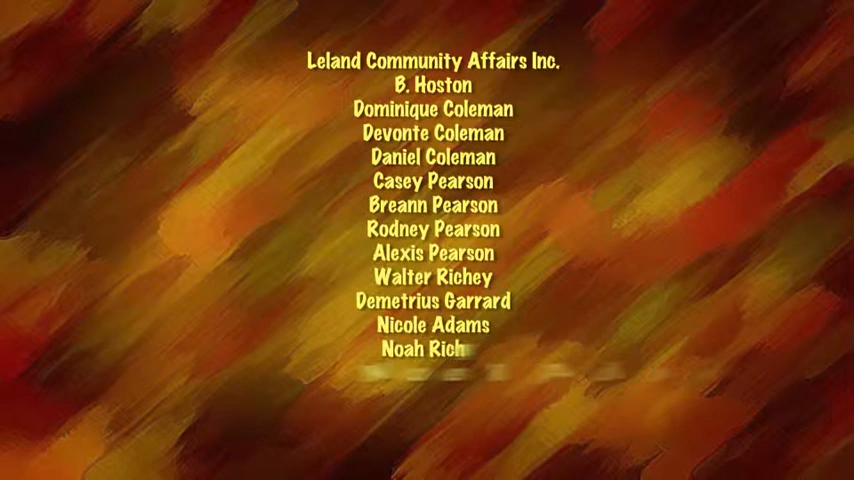 Leland Community Affairs Inc.
B. Hoston
Dominique Coleman
Devonte Coleman
Daniel Coleman
Casey Pearson
Breann Pearson
Rodney Pearson
Alexis Pearson
Walter Richey
Demetrius Garrard
Nicole Adams
Noah